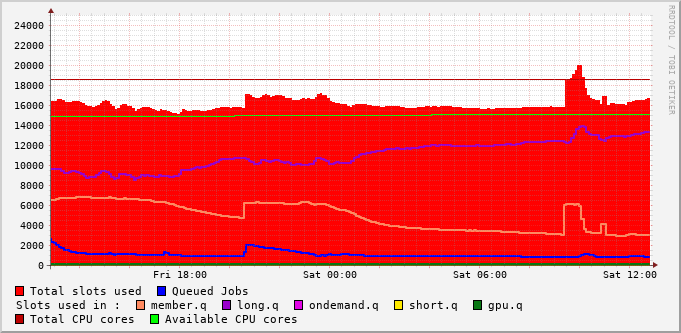 24000
22000
20000
18000
16000
14000
12000
10000
8000
6000
4000
2000
0
Fri 18:00 Sat 00:00 Sat 06:00 Sat 12:00
Total slots used Queued Jobs
Slots used in : member.q long.q ondemand.q short.q gpu.q
Total CPU cores Available CPU cores
RRDTOOL / TOBI OETIKER